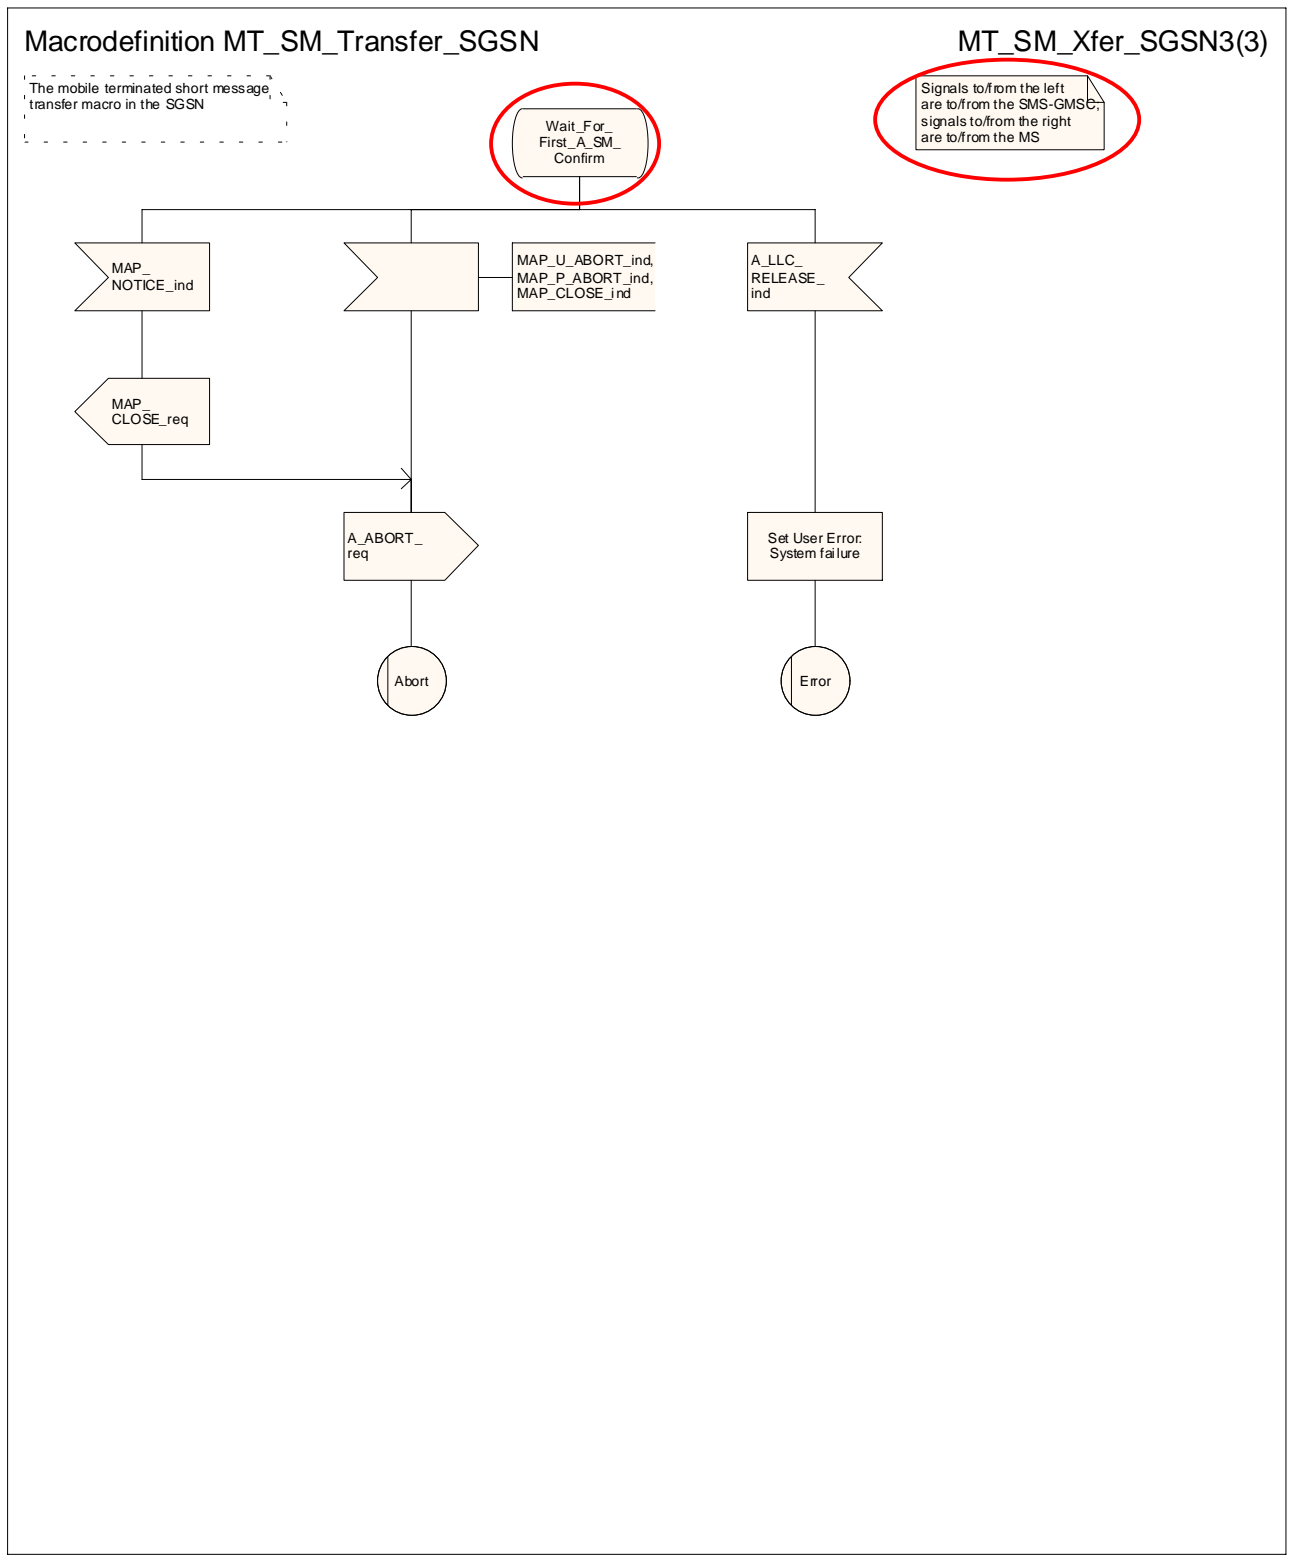 Macrodefinition MT_SM_Transfer_SGSN
MT_SM_Xfer_SGSN3(3)
The mobile terminated short message
transfer macro in the SGSN
Signals to/from the left
are to/from the SMS-GMSC,
signals to/from the right
are to/from the MS
Wait_For_
First_A_SM_
Confirm
MAP_
NOTICE_ind
MAP_U_ABORT_ind,
MAP_P_ABORT_ind,
MAP_CLOSE_ind
A_LLC_
RELEASE_
ind
MAP_
CLOSE_req
A_ABORT_
req
Set User Error:
System failure
Abort
Error